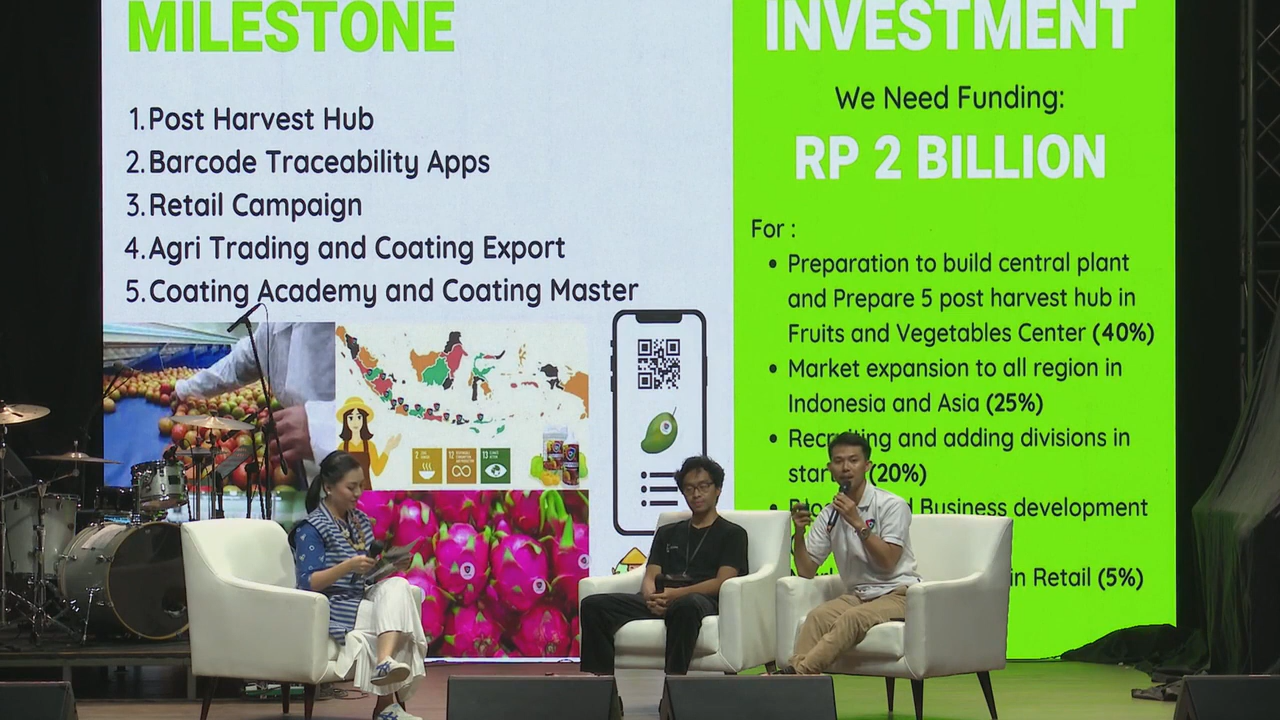 MILESTONE
1. Post Harvest Hub
2. Barcode Traceability Apps
3. Retail Campaign
4. Agri Trading and Coating Export
5. Coating Academy and Coating Master
INVESTMENT
We Need Funding:
RP 2 BILLION
For :
• Preparation to build central plant
and Prepare 5 post harvest hub in
Fruits and Vegetables Center (40%)
• Market expansion to all region in
Indonesia and Asia (25%)
• Recruiting and adding divisions in
(20%)
Business development
in Retail (5%)